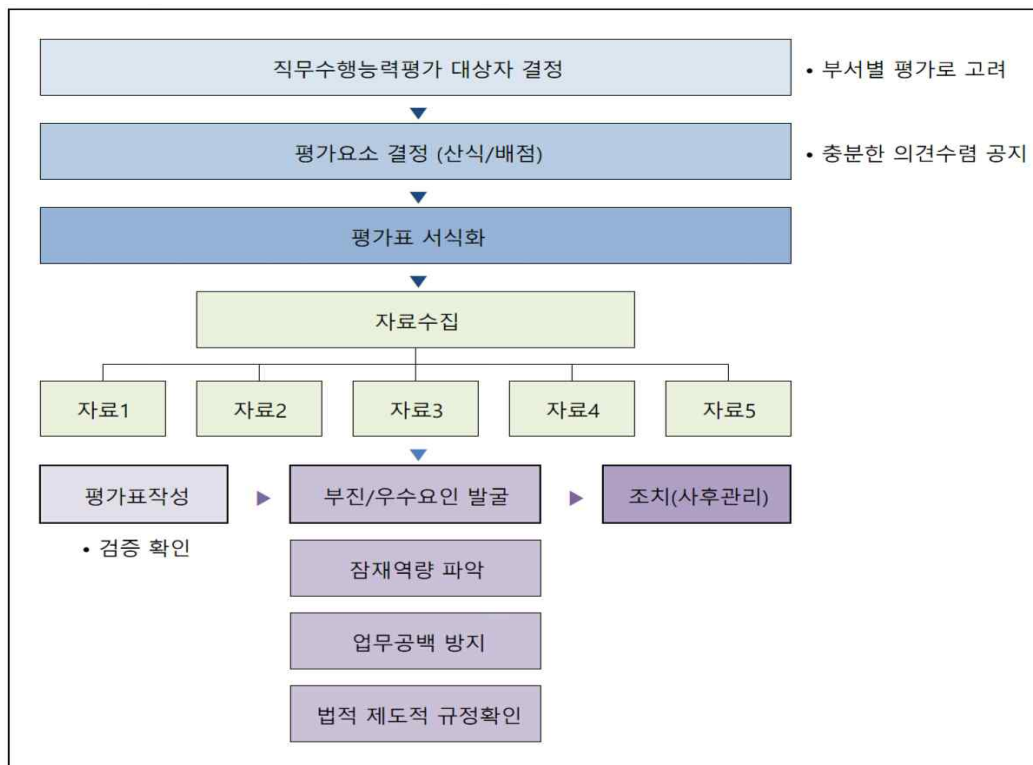 직무수행능력평가 대상자 결정
• 부서별 평가로 고려
평가요소 결정 (산식/배점)
• 충분한 의견수렴 공지
평가표 서식화
자료수집
자료1
자료2
자료3
자료4
자료5
평가표작성
부진/우수요인 발굴
조치(사후관리)
• 검증 확인
잠재역량 파악
업무공백 방지
법적 제도적 규정확인